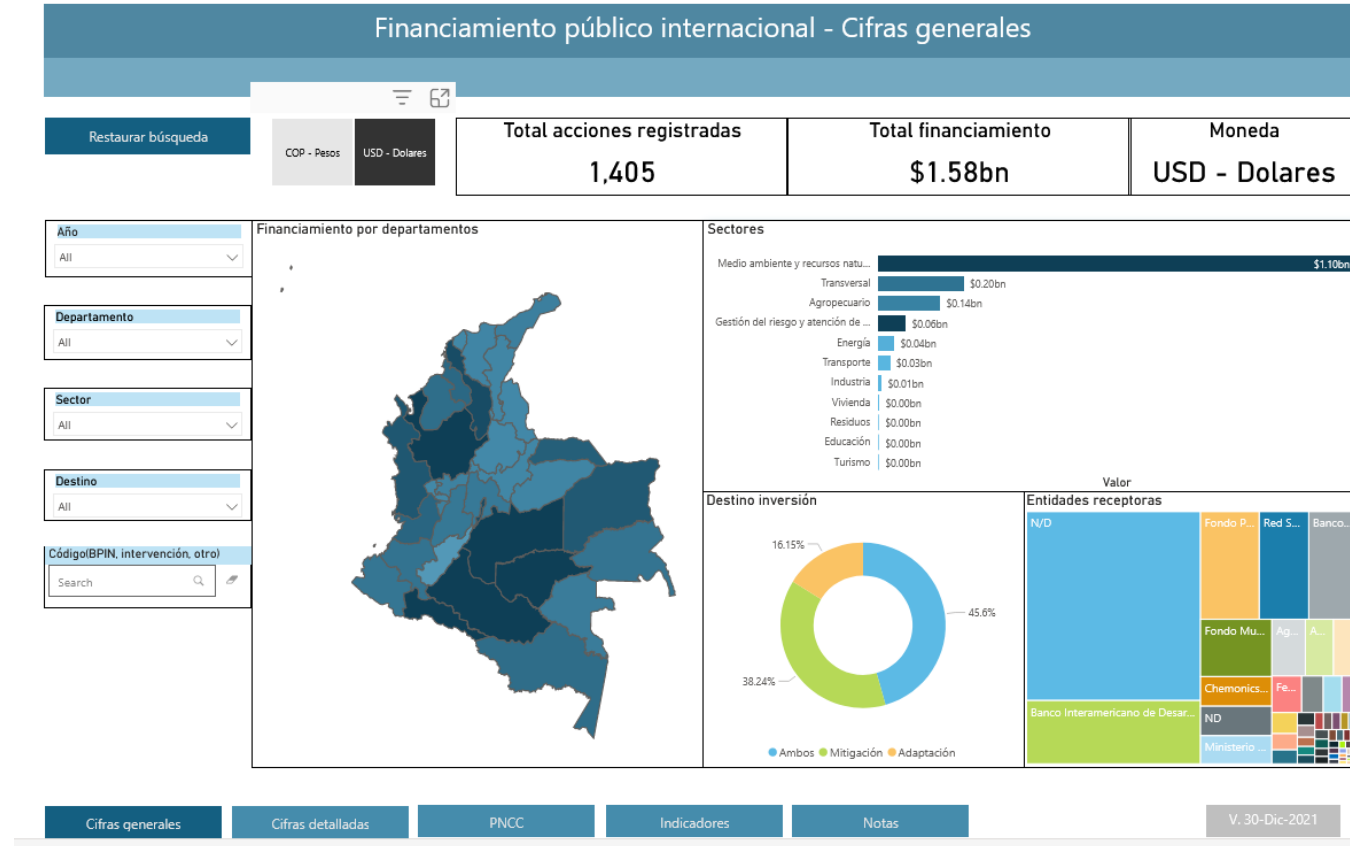 Financiamiento público internacional - Cifras generales
Restaurar búsqueda
COP - Pesos
USD - Dolares
Total acciones registradas
1,405
Total financiamiento
$1.58bn
Moneda
USD - Dolares
Año
All
Departamento
All
Sector
All
Destino
All
Código(BPIN, intervención, otro)
Search
Financiamiento por departamentos
Sectores
Medio ambiente y recursos natu... $1.10bn
Transversal $0.20bn
Agropecuario $0.14bn
Gestión del riesgo y atención de ... $0.06bn
Energía $0.04bn
Transporte $0.03bn
Industria $0.01bn
Vivienda $0.00bn
Residuos $0.00bn
Educación $0.00bn
Turismo $0.00bn
Valor
Destino inversión
16.15%
45.6%
38.24%
Ambos Mitigación Adaptación
Entidades receptoras
N/D
Fondo P...
Red S...
Banco...
Fondo Mu...
Ag...
A...
Chemonics...
Fe...
Banco Interamericano de Desar...
ND
Ministerio ...
Cifras generales
Cifras detalladas
PNCC
Indicadores
Notas
V. 30-Dic-2021